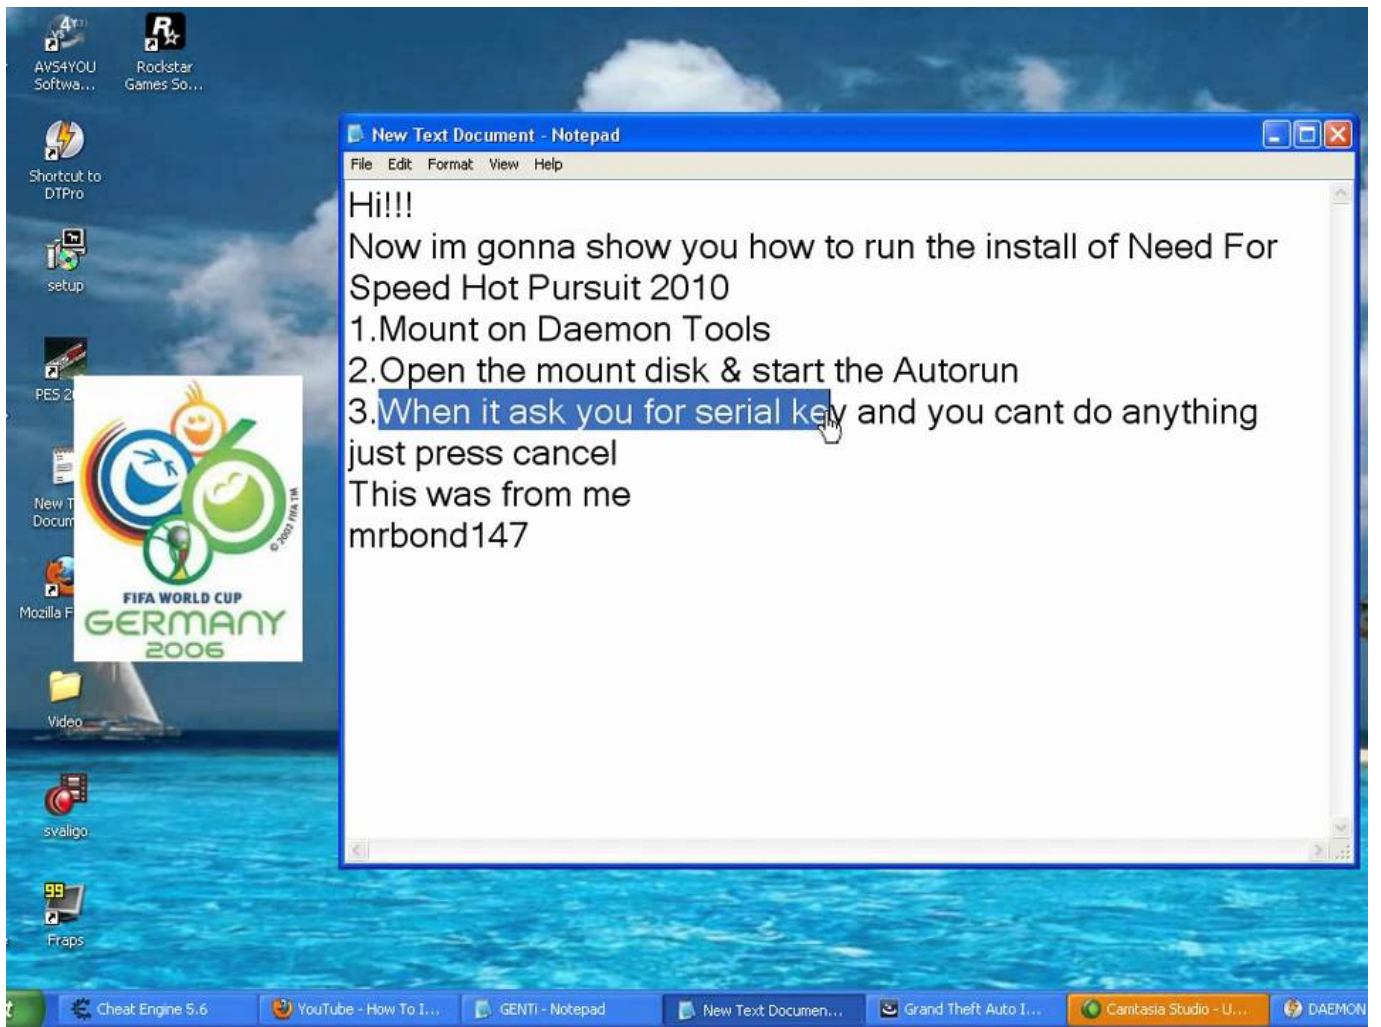 AVS4YOU
Softwa...
Rockstar
Games So...
Shortcut to
DTPro
setup
PES 2
New T
Docum
Mozilla F
Video
svaligo
99
Fraps
© 2002 FIFA TM
FIFA WORLD CUP
GERMANY
2006
New Text Document - Notepad
File Edit Format View Help
Hi!!!
Now im gonna show you how to run the install of Need For
Speed Hot Pursuit 2010
1.Mount on Daemon Tools
2.Open the mount disk & start the Autorun
3.When it ask you for serial key and you cant do anything
just press cancel
This was from me
mrbond147
Cheat Engine 5.6
YouTube - How To I...
GENTi - Notepad
New Text Documen...
Grand Theft Auto I...
Camtasia Studio - U...
DAEMON